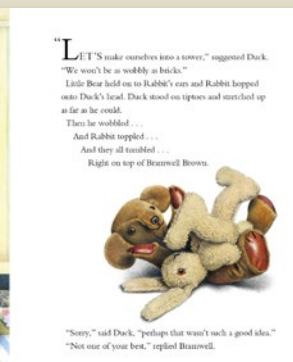 "LET'S make ourselves into a tower," suggested Duck.
"We won't be as wobbly as bricks."
Little Bear held on to Rabbit's ears and Rabbit hopped
onto Duck's head. Duck stood on tiptoes and stretched up
as far as he could.
Then he wobbled . . .
And Rabbit toppled . . .
And they all tumbled . . .
Right on top of Bramwell Brown.
"Sorry," said Duck, "perhaps that wasn't such a good idea."
"Not one of your best," replied Bramwell.